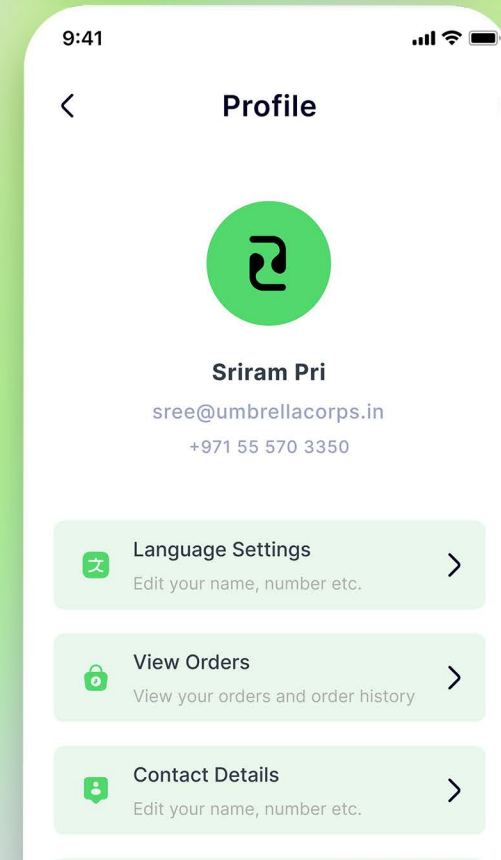 9:41
Profile
Sriram Pri
sree@umbrellacorps.in
+971 55 570 3350
Language Settings
文
Edit your name, number etc.
View Orders
View your orders and order history
Contact Details
Edit your name, number etc.